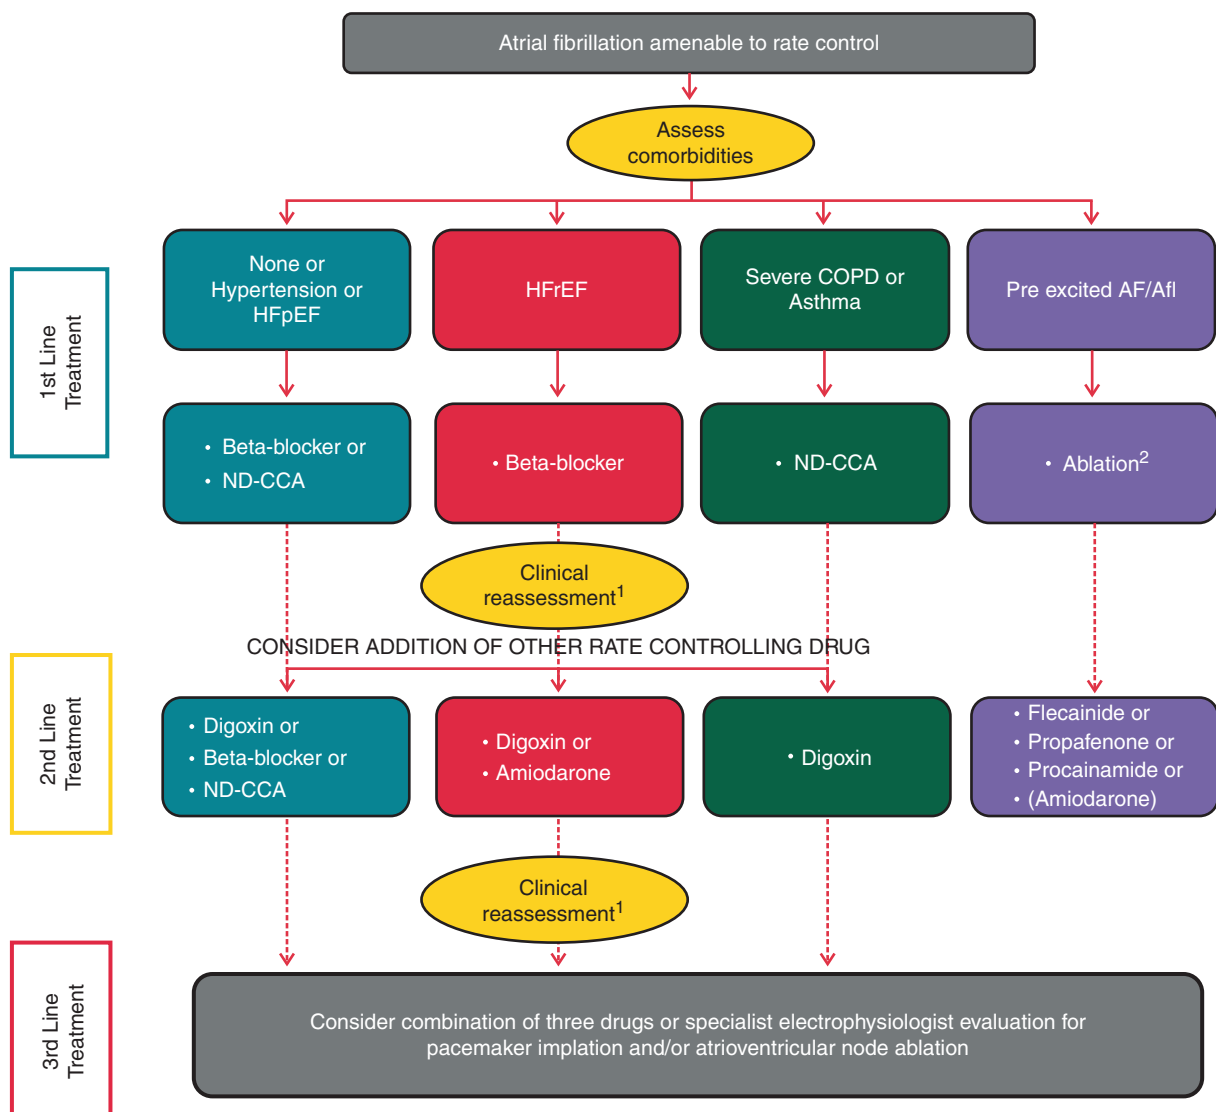 Atrial fibrillation amenable to rate control
Assess
comorbidities
1st Line
Treatment
None or
Hypertension or
HFpEF
HFrEF
Severe COPD or
Asthma
Pre excited AF/Afl
• Beta-blocker or
• ND-CCA
• Beta-blocker
• ND-CCA
• Ablation²
Clinical
reassessment¹
CONSIDER ADDITION OF OTHER RATE CONTROLLING DRUG
2nd Line
Treatment
• Digoxin or
• Beta-blocker or
• ND-CCA
• Digoxin or
• Amiodarone
• Digoxin
• Flecainide or
• Propafenone or
• Procainamide or
• (Amiodarone)
Clinical
reassessment¹
3rd Line
Treatment
Consider combination of three drugs or specialist electrophysiologist evaluation for
pacemaker implation and/or atrioventricular node ablation